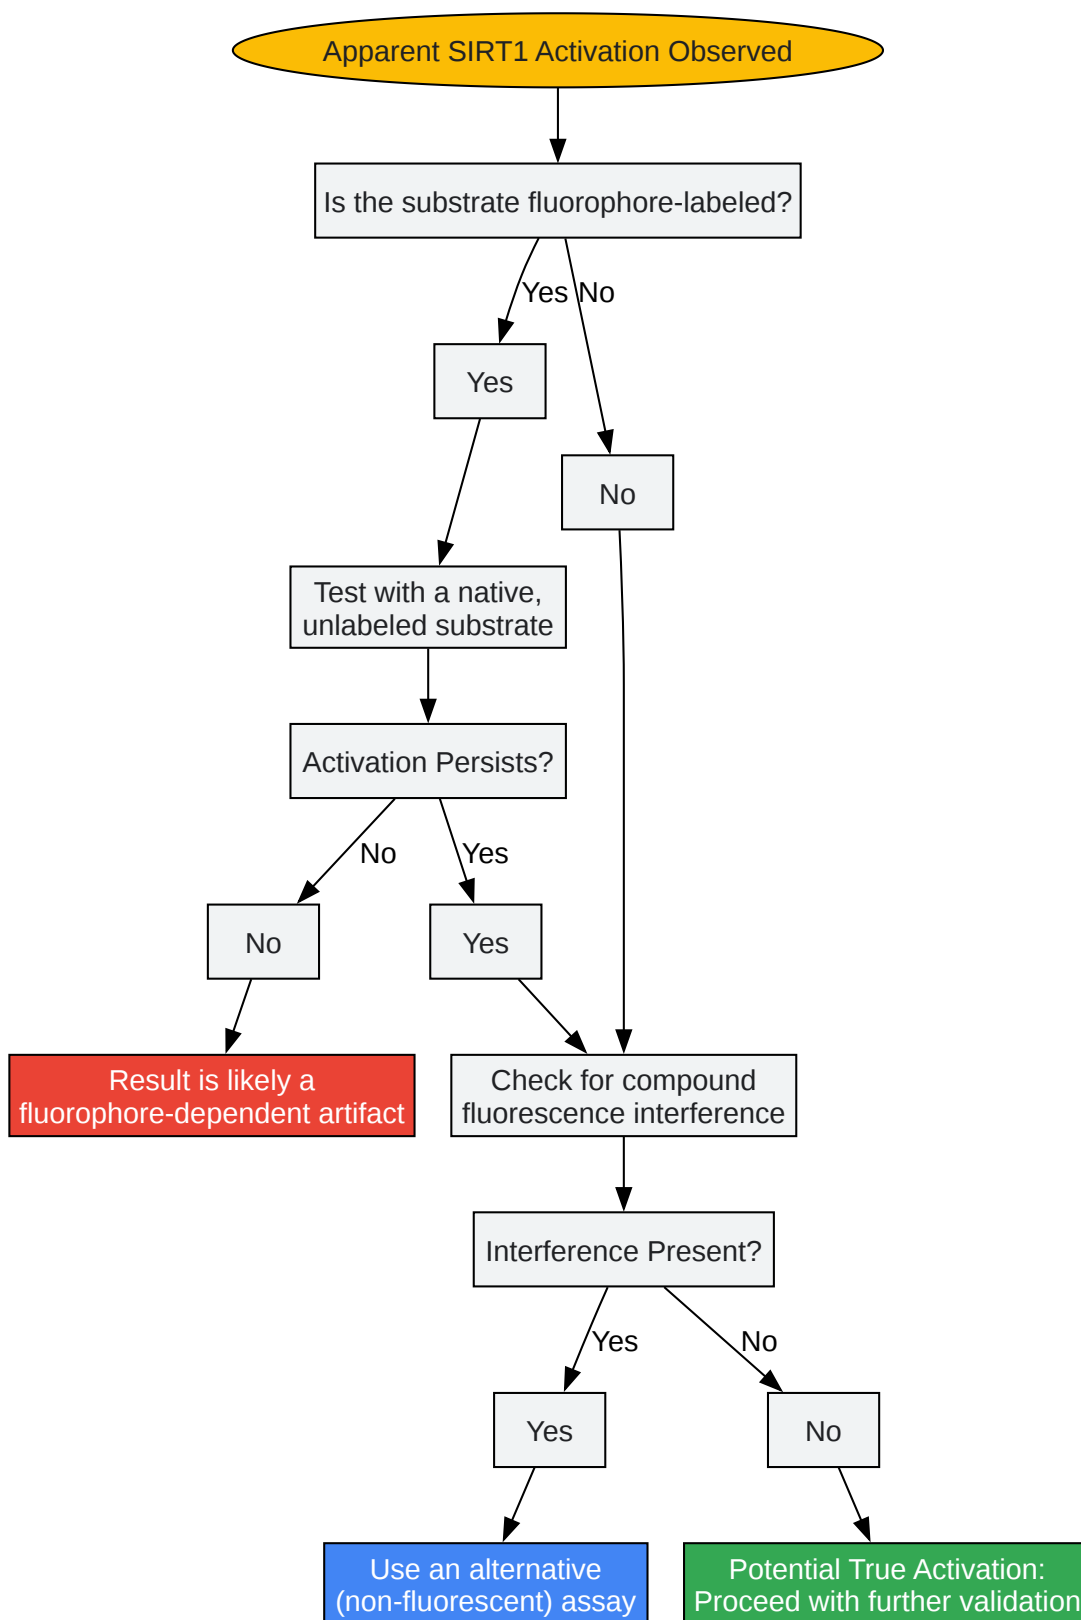 Apparent SIRT1 Activation Observed
Is the substrate fluorophore-labeled?
Yes
No
Yes
No
Test with a native,
unlabeled substrate
Activation Persists?
No
Yes
No
Yes
Result is likely a
fluorophore-dependent artifact
Check for compound
fluorescence interference
Interference Present?
Yes
No
Yes
No
Use an alternative
(non-fluorescent) assay
Potential True Activation:
Proceed with further validation